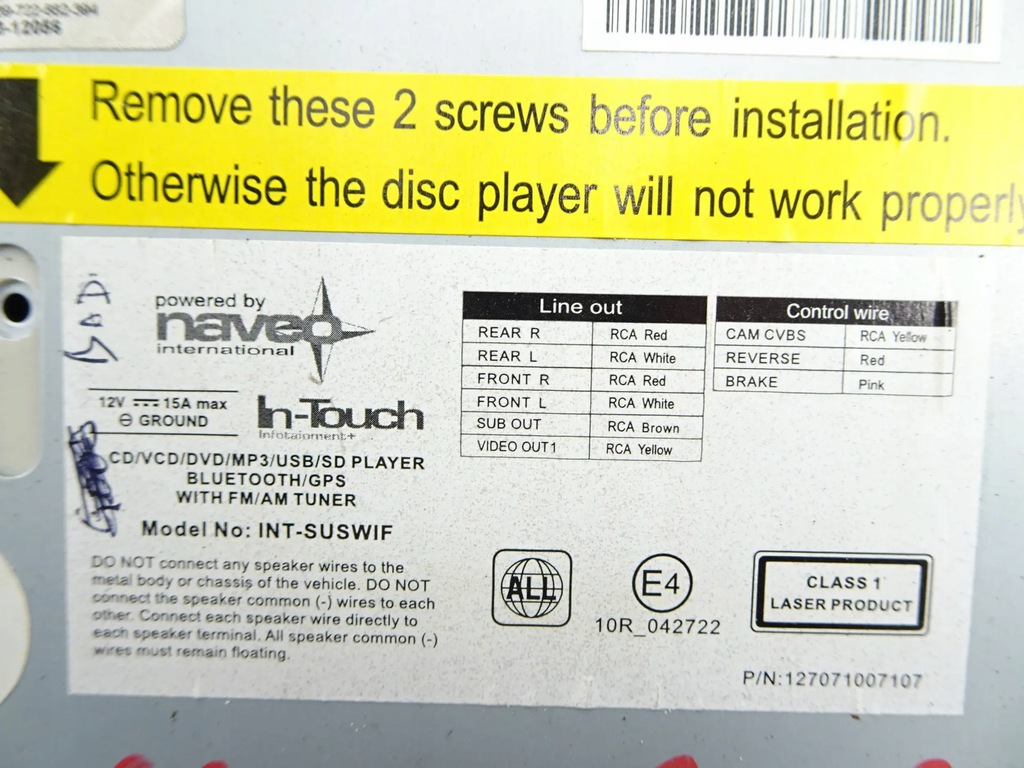 Remove these 2 screws before installation.
Otherwise the disc player will not work properly
powered by
naveo
international
12V 15A max
GROUND
In-Touch
Infotainment+
CD/VCD/DVD/MP3/USB/SD PLAYER
BLUETOOTH/GPS
WITH FM/AM TUNER
Model No: INT-SUSWIF
DO NOT connect any speaker wires to the
metal body or chassis of the vehicle. DO NOT
connect the speaker common (-) wires to each
other. Connect each speaker wire directly to
each speaker terminal. All speaker common (-)
wires must remain floating.
Line out
REAR R RCA Red
REAR L RCA White
FRONT R RCA Red
FRONT L RCA White
SUB OUT RCA Brown
VIDEO OUT1 RCA Yellow
Control wire
CAM CVBS RCA Yellow
REVERSE Red
BRAKE Pink
ALL
E4
10R_042722
CLASS 1
LASER PRODUCT
P/N:127071007107